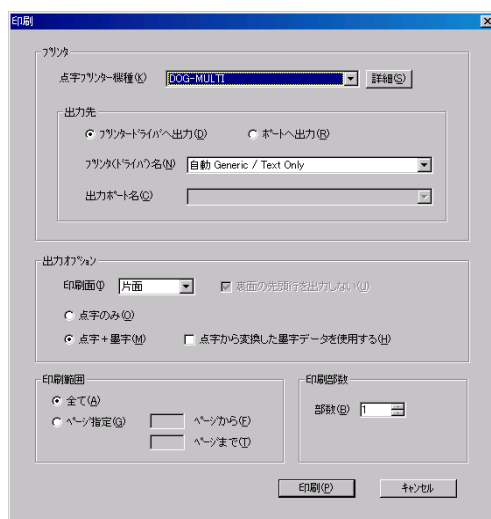 印刷
プリンタ
点字プリンター機種(K) DOG-MULTI 詳細(S)
出力先
プリンタードライバへ出力(D) ポートへ出力(R)
プリンタ(ドライバ)名(N) 自動 Generic / Text Only
出力ポート名(C)
出力オプション
印刷面(I) 片面 裏面の先頭行を出力しない(U)
点字のみ(O)
点字+墨字(M) 点字から変換した墨字データを使用する(H)
印刷範囲 印刷部数
全て(A) 部数(B) 1
ページ指定(G) ページから(F)
ページまで(T)
印刷(P) キャンセル